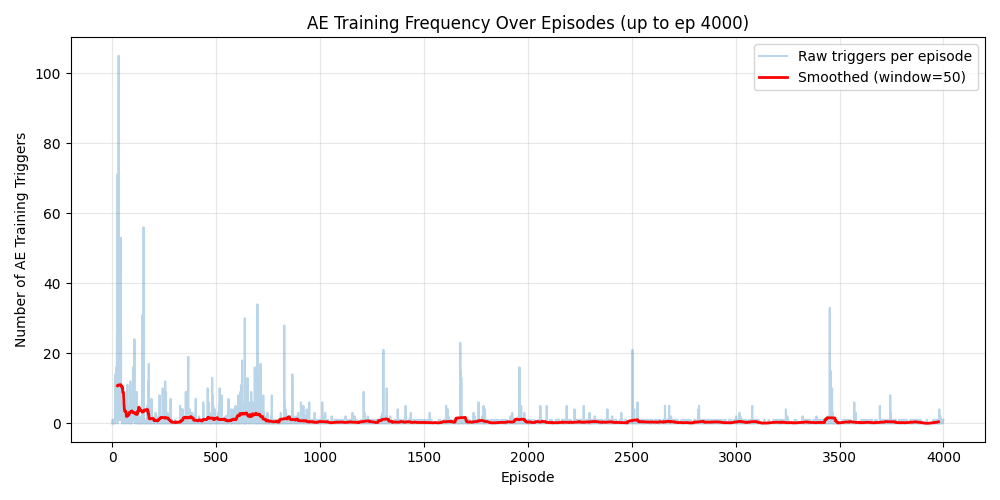 AE Training Frequency Over Episodes (up to ep 4000)
Raw triggers per episode
Smoothed (window=50)
Number of AE Training Triggers
100
80
60
40
20
0
0 500 1000 1500 2000 2500 3000 3500 4000
Episode